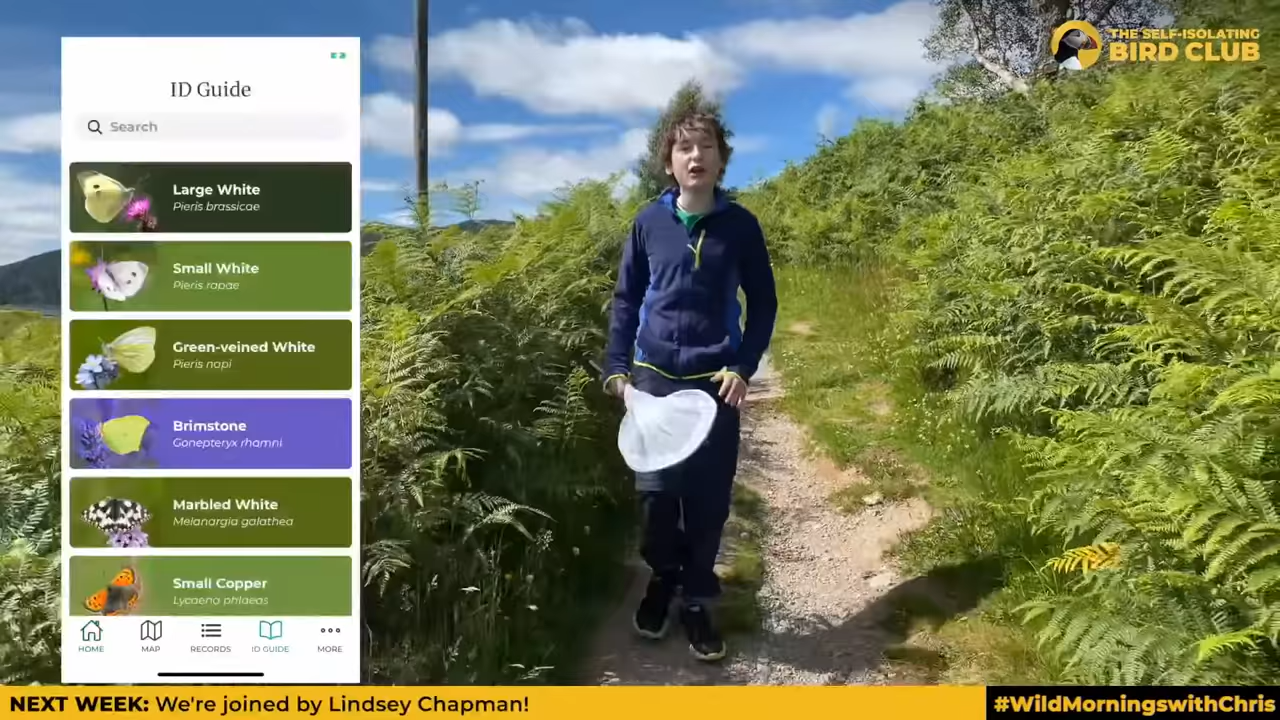 ID Guide
Search
Large White
Pieris brassicae
Small White
Pieris rapae
Green-veined White
Pieris napi
Brimstone
Gonepteryx rhamni
Marbled White
Melanargia galathea
Small Copper
Lycaena phlaeas
HOME
MAP
RECORDS
ID GUIDE
MORE
THE SELF-ISOLATING
BIRD CLUB
NEXT WEEK: We're joined by Lindsey Chapman!
#WildMorningswithChris